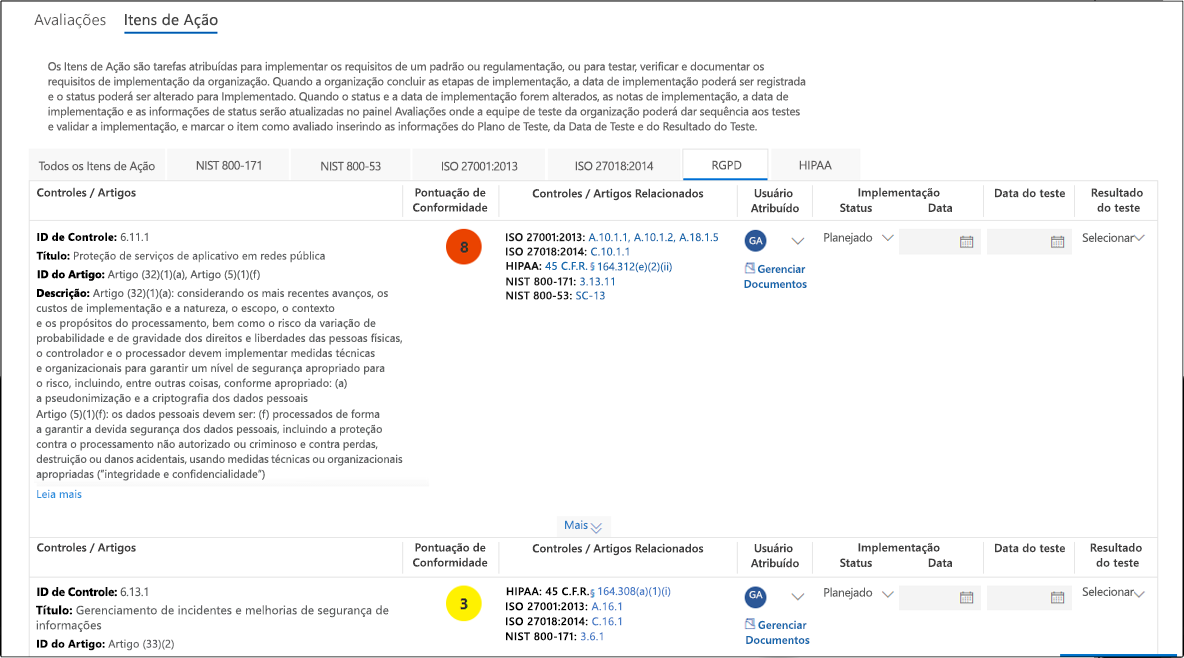 Avaliações Itens de Ação
Os Itens de Ação são tarefas atribuídas para implementar os requisitos de um padrão ou regulamentação, ou para testar, verificar e documentar os
requisitos de implementação da organização. Quando a organização concluir as etapas de implementação, a data de implementação poderá ser registrada
e o status poderá ser alterado para Implementado. Quando o status e a data de implementação forem alterados, as notas de implementação, a data de
implementação e as informações de status serão atualizadas no painel Avaliações onde a equipe de teste da organização poderá dar sequência aos testes
e validar a implementação, e marcar o item como avaliado inserindo as informações do Plano de Teste, da Data de Teste e do Resultado do Teste.
Todos os Itens de Ação NIST 800-171 NIST 800-53 ISO 27001:2013 ISO 27018:2014 RGPD HIPAA
Controles / Artigos
Pontuação de
Conformidade
Controles / Artigos Relacionados
Usuário
Atribuído
Implementação
Status Data
Data do teste
Resultado
do teste
ID de Controle: 6.11.1
Título: Proteção de serviços de aplicativo em redes pública
ID do Artigo: Artigo (32)(1)(a), Artigo (5)(1)(f)
Descrição: Artigo (32)(1)(a): considerando os mais recentes avanços, os
custos de implementação e a natureza, o escopo, o contexto
e os propósitos do processamento, bem como o risco da variação de
probabilidade e de gravidade dos direitos e liberdades das pessoas físicas,
o controlador e o processador devem implementar medidas técnicas
e organizacionais para garantir um nível de segurança apropriado para
o risco, incluindo, entre outras coisas, conforme apropriado: (a)
a pseudonimização e a criptografia dos dados pessoais
Artigo (5)(1)(f): os dados pessoais devem ser: (f) processados de forma
a garantir a devida segurança dos dados pessoais, incluindo a proteção
contra o processamento não autorizado ou criminoso e contra perdas,
destruição ou danos acidentais, usando medidas técnicas ou organizacionais
apropriadas ("integridade e confidencialidade")
Leia mais
8
ISO 27001:2013: A.10.1.1, A.10.1.2, A.18.1.5
ISO 27018:2014: C.10.1.1
HIPAA: 45 C.F.R. § 164.312(e)(2)(ii)
NIST 800-171: 3.13.11
NIST 800-53: SC-13
GA
Gerenciar
Documentos
Planejado
Selecionar
Mais
Controles / Artigos
Pontuação de
Conformidade
Controles / Artigos Relacionados
Usuário
Atribuído
Implementação
Status Data
Data do teste
Resultado
do teste
ID de Controle: 6.13.1
Título: Gerenciamento de incidentes e melhorias de segurança de
informações
ID do Artigo: Artigo (33)(2)
3
HIPAA: 45 C.F.R.§ 164.308(a)(1)(i)
ISO 27001:2013: A.16.1
ISO 27018:2014: C.16.1
NIST 800-171: 3.6.1
GA
Gerenciar
Documentos
Planejado
Selecionar